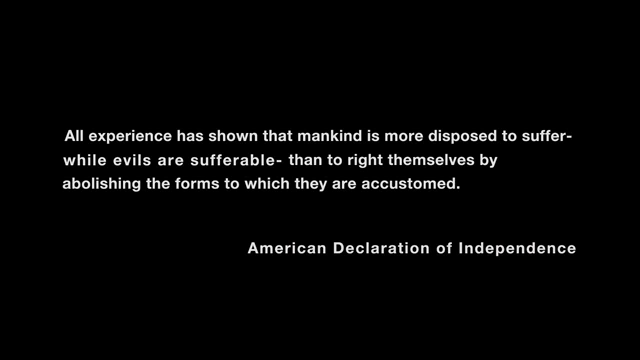 All experience has shown that mankind is more disposed to suffer-
while evils are sufferable- than to right themselves by
abolishing the forms to which they are accustomed.
American Declaration of Independence